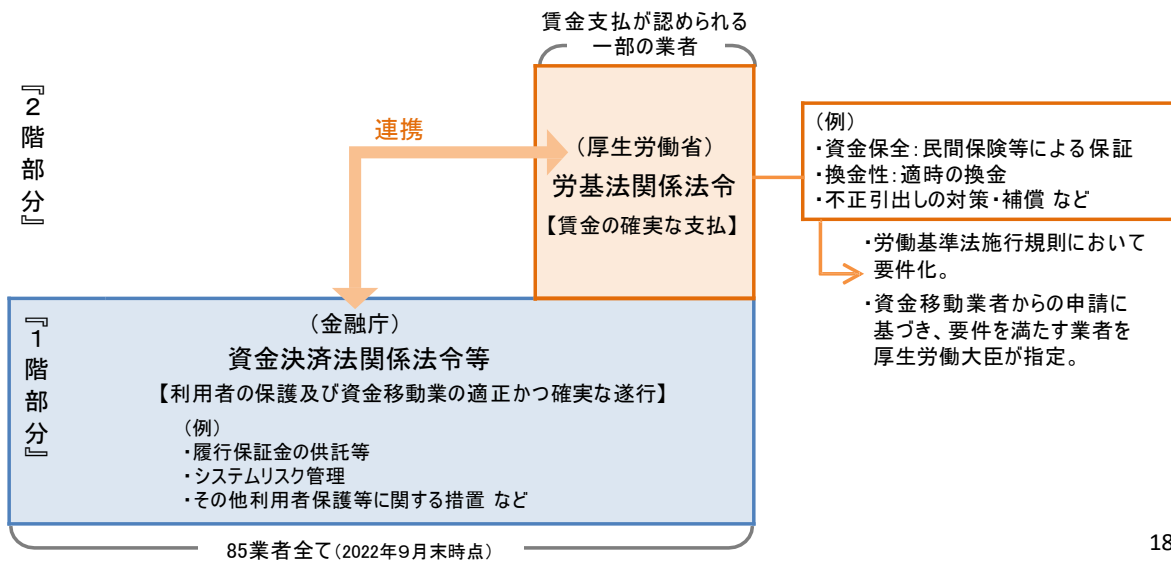 賃金支払が認められる
一部の業者
『2階部分』
連携
（厚生労働省）
労基法関係法令
【賃金の確実な支払】
（例）
・資金保全：民間保険等による保証
・換金性：適時の換金
・不正引出しの対策・補償 など
・労働基準法施行規則において
要件化。
・資金移動業者からの申請に
基づき、要件を満たす業者を
厚生労働大臣が指定。
『1階部分』
（金融庁）
資金決済法関係法令等
【利用者の保護及び資金移動業の適正かつ確実な遂行】
（例）
・履行保証金の供託等
・システムリスク管理
・その他利用者保護等に関する措置 など
85業者全て（2022年９月末時点）
18